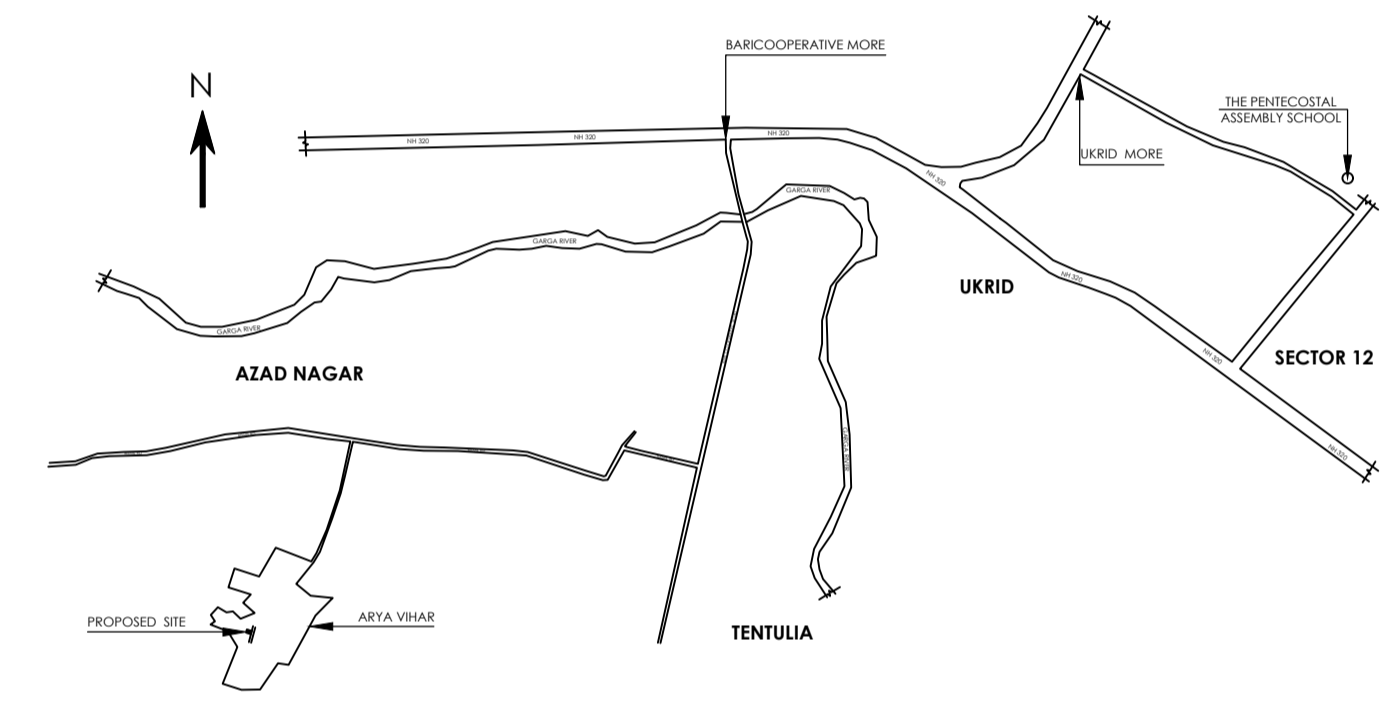 BARICOOPERATIVE MORE
N
THE PENTECOSTAL
ASSEMBLY SCHOOL
NH 320
NH 320
NH 320
UKRID  MORE
NH 320
GARGA RIVER
GARGA RIVER
UKRID
NH 320
GARGA RIVER
AZAD NAGAR
NH 320
SECTOR 12
GARGA RIVER
NH 320
PROPOSED  SITE
ARYA VIHAR
TENTULIA